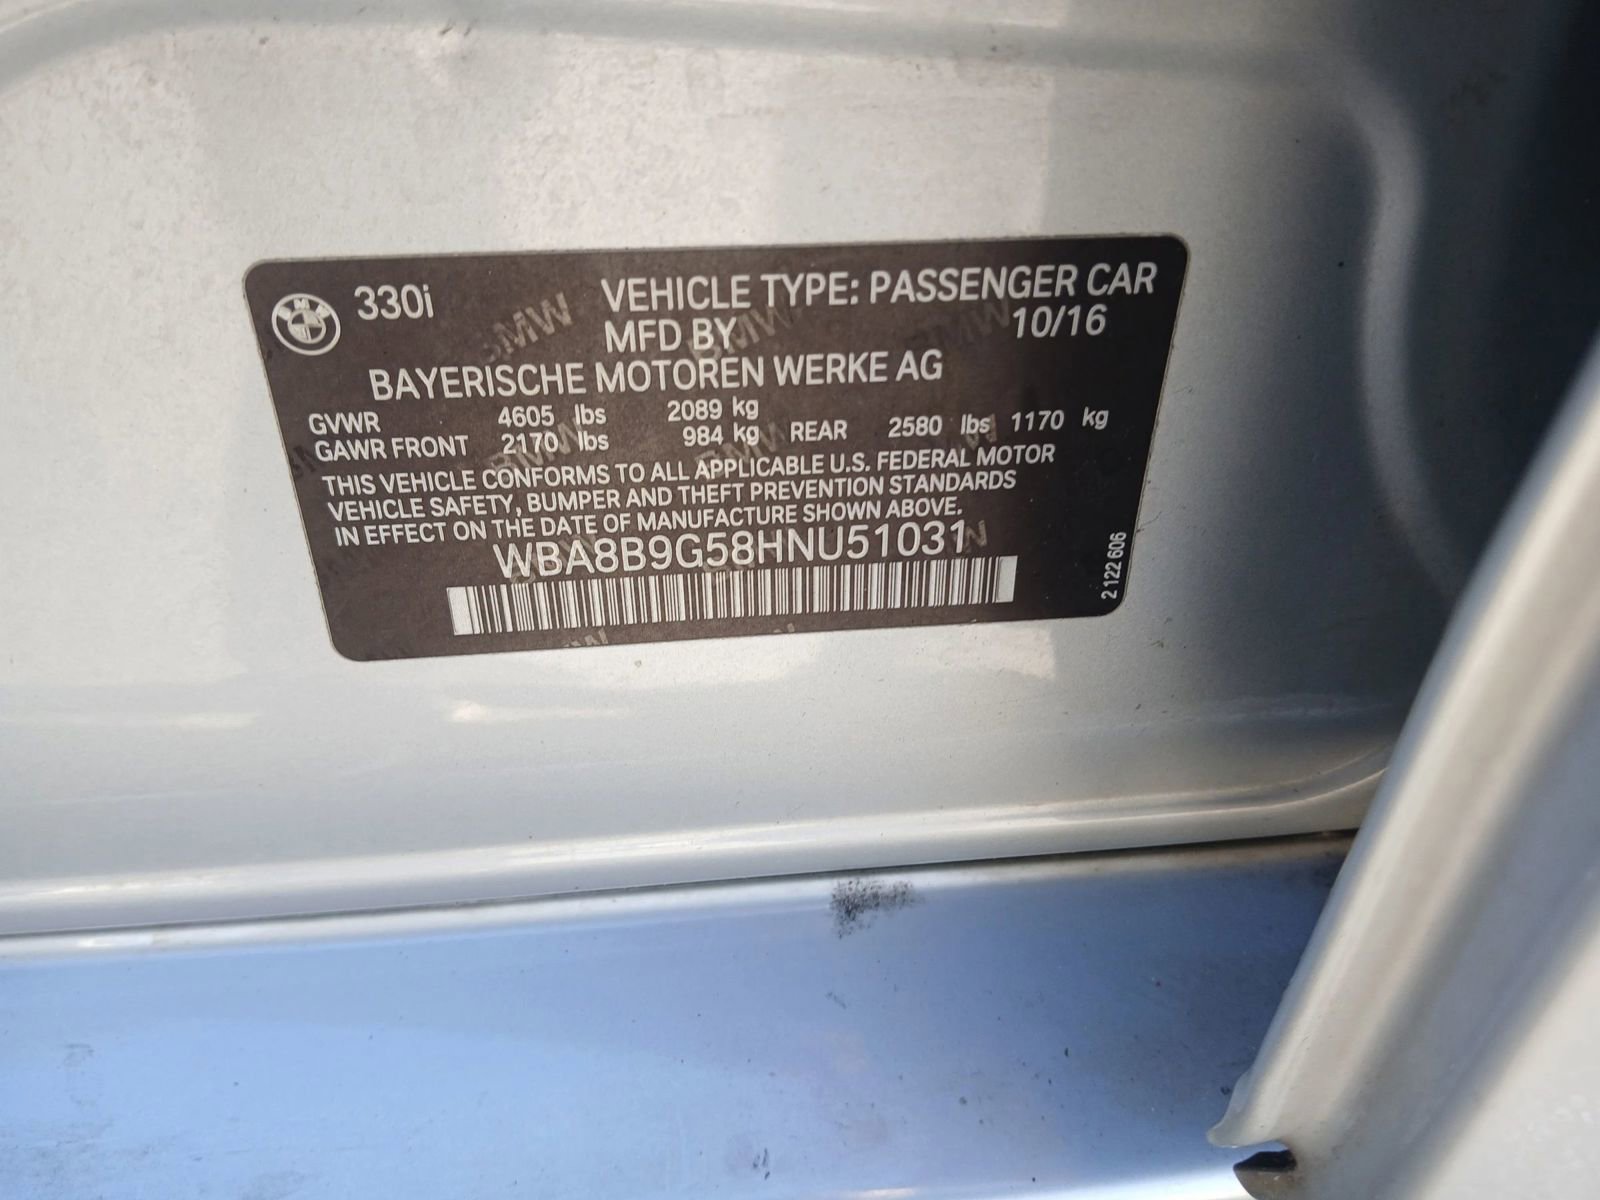 330i VEHICLE TYPE: PASSENGER CAR
MFD BY 10/16
BAYERISCHE MOTOREN WERKE AG
GVWR 4605 lbs 2089 kg
GAWR FRONT 2170 lbs 984 kg REAR 2580 lbs 1170 kg
THIS VEHICLE CONFORMS TO ALL APPLICABLE U.S. FEDERAL MOTOR
VEHICLE SAFETY, BUMPER AND THEFT PREVENTION STANDARDS
IN EFFECT ON THE DATE OF MANUFACTURE SHOWN ABOVE.
WBA8B9G58HNU51031
2 122 606